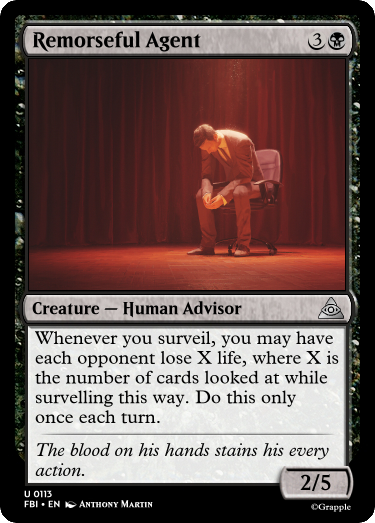 Remorseful Agent 3
Creature — Human Advisor
Whenever you surveil, you may have
each opponent lose X life, where X is
the number of cards looked at while
survelling this way. Do this only
once each turn.
The blood on his hands stains his every
action.
2/5
U 0113
FBI • EN Anthony Martin
©Grapple